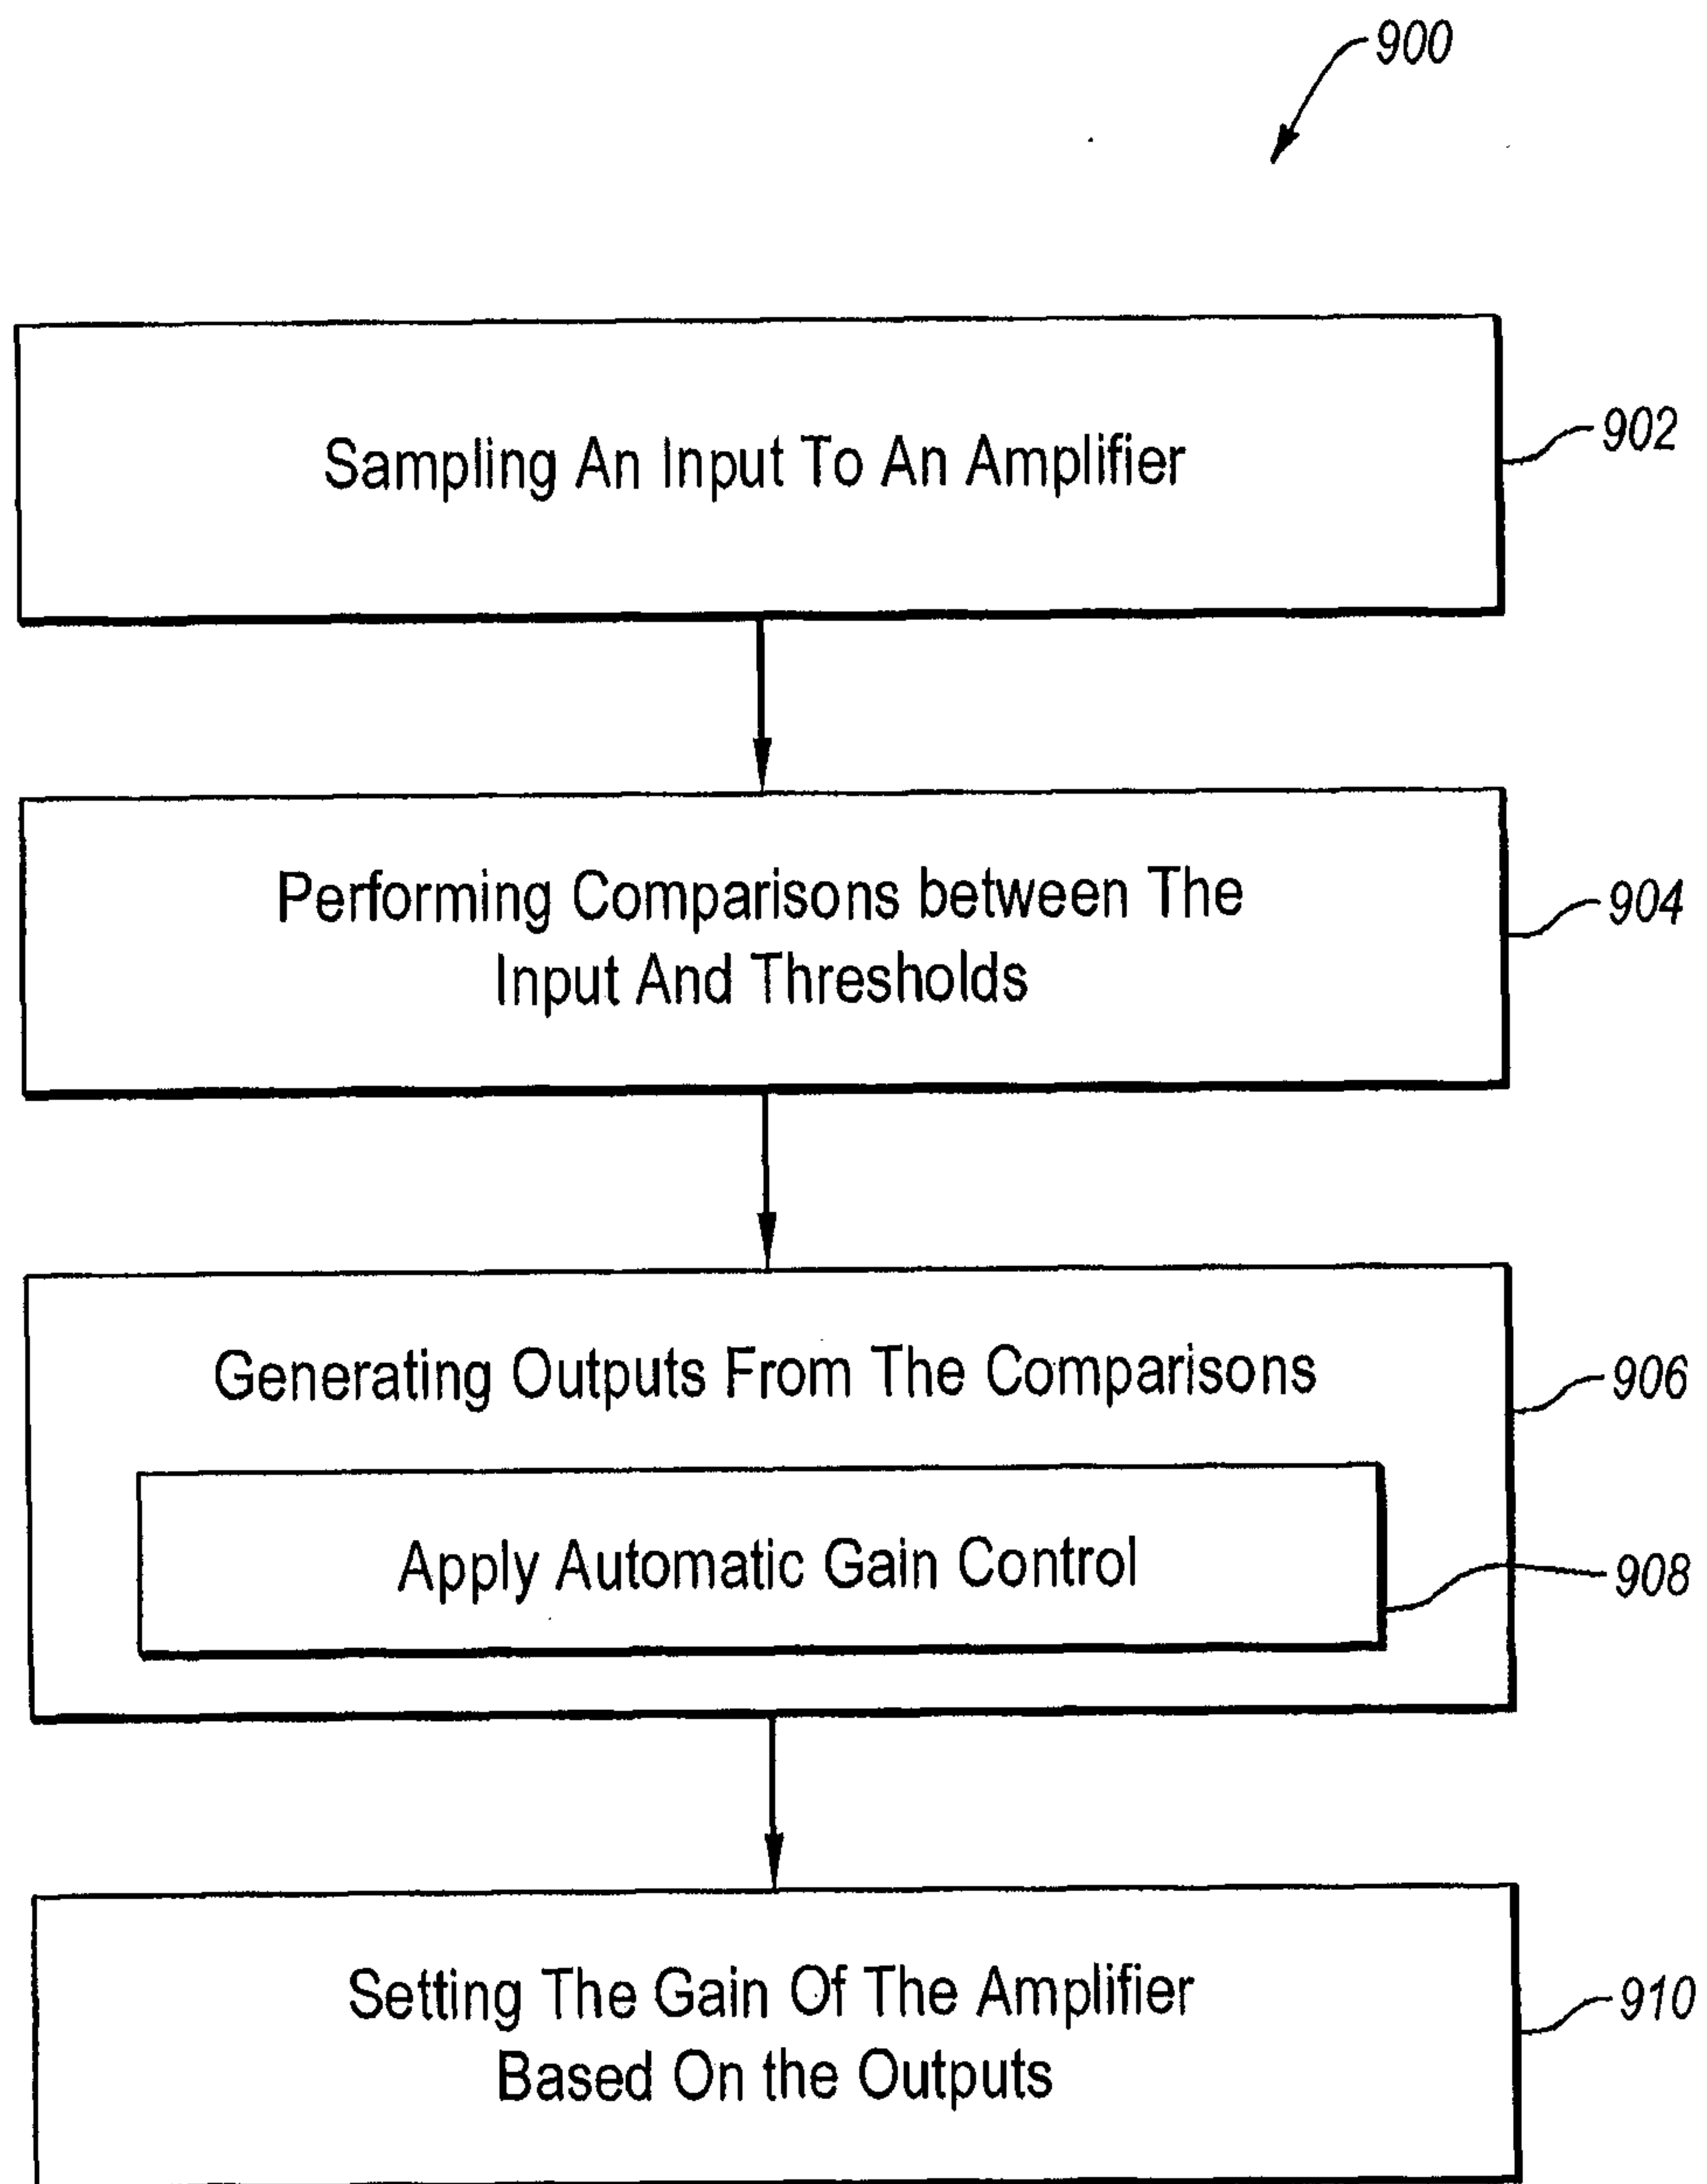 900
Sampling An Input To An Amplifier
902
Performing Comparisons between The
Input And Thresholds
904
Generating Outputs From The Comparisons
906
Apply Automatic Gain Control
908
Setting The Gain Of The Amplifier
Based On the Outputs
910